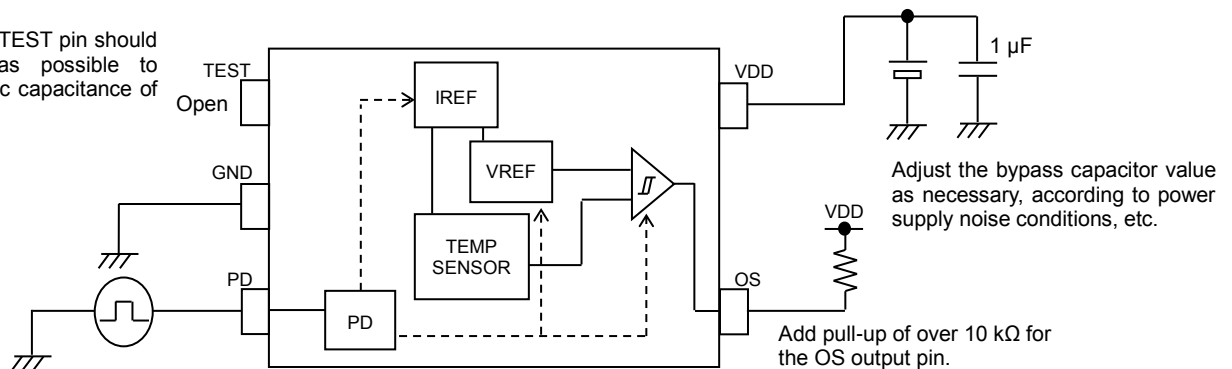 TEST pin should
as possible to
c capacitance of
TEST
Open
GND
PD
IREF
VREF
TEMP
SENSOR
PD
VDD
1 µF
Adjust the bypass capacitor value
as necessary, according to power
supply noise conditions, etc.
VDD
OS
Add pull-up of over 10 kΩ for
the OS output pin.